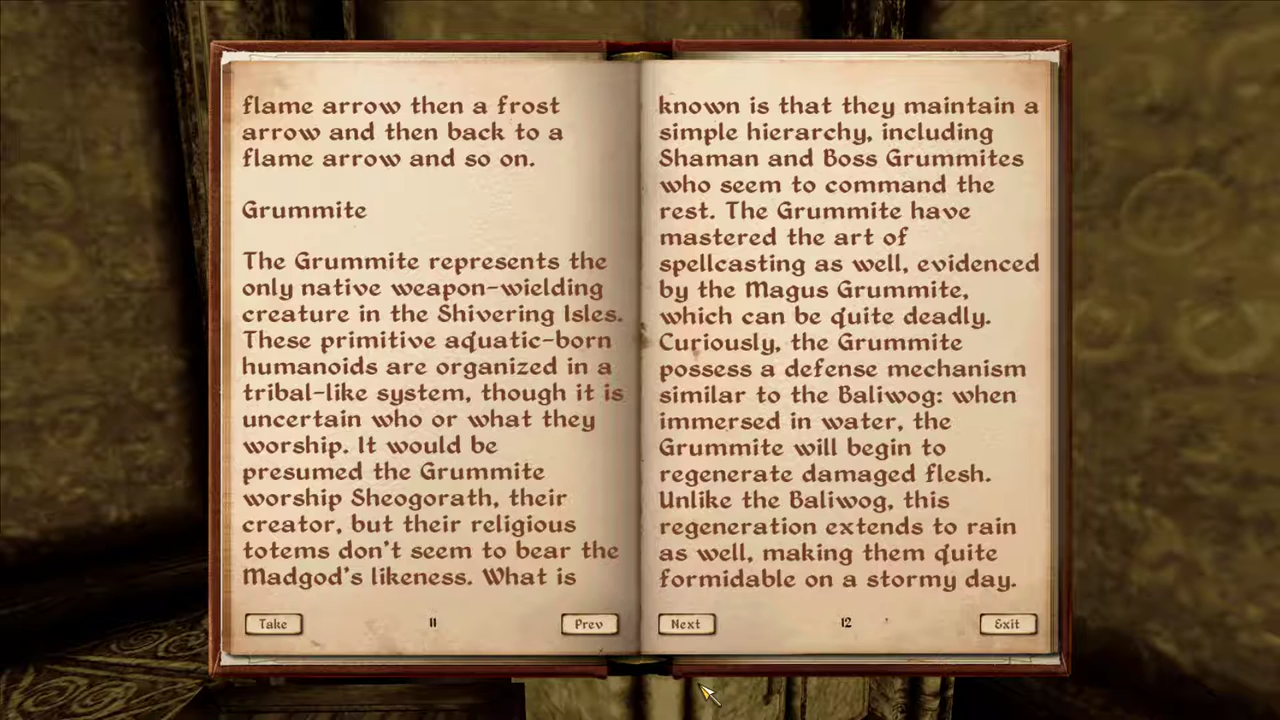 flame arrow then a frost
arrow and then back to a
flame arrow and so on.
Grummite
The Grummite represents the
only native weapon-wielding
creature in the Shivering Isles.
These primitive aquatic-born
humanoids are organized in a
tribal-like system, though it is
uncertain who or what they
worship. It would be
presumed the Grummite
worship Sheogorath, their
creator, but their religious
totems don't seem to bear the
Madgod's likeness. What is
Take
11
Prev
known is that they maintain a
simple hierarchy, including
Shaman and Boss Grummites
who seem to command the
rest. The Grummite have
mastered the art of
spellcasting as well, evidenced
by the Magus Grummite,
which can be quite deadly.
Curiously, the Grummite
possess a defense mechanism
similar to the Baliwog: when
immersed in water, the
Grummite will begin to
regenerate damaged flesh.
Unlike the Baliwog, this
regeneration extends to rain
as well, making them quite
formidable on a stormy day.
Next
12
Exit